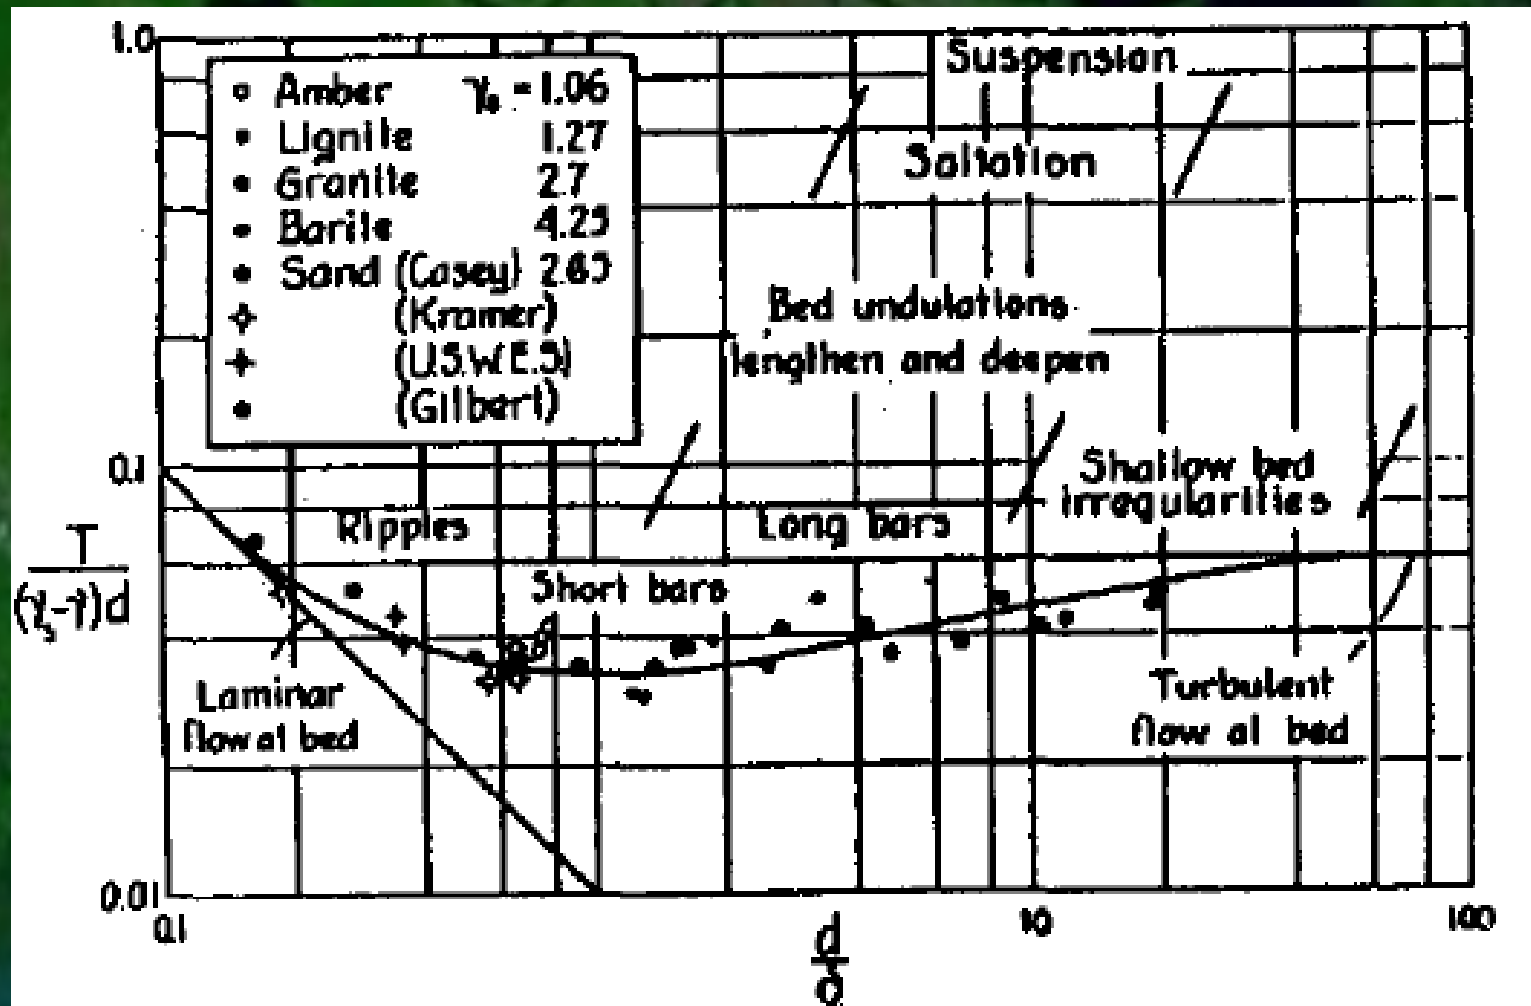 1.0
Suspension
Amber γs = 1.06
Lignite 1.27
Granite 2.7
Barite 4.25
Sand (Casey) 2.65
(Kramer)
(U.S.W.E.S)
(Gilbert)
Saltation
Bed undulations
lengthen and deepen
0.1
Shallow bed
irregularities
Ripples
Long bars
T
(γs-γ)d
Short bars
Laminar
flow at bed
Turbulent
flow at bed
0.01
0.1
10
100
d
δ